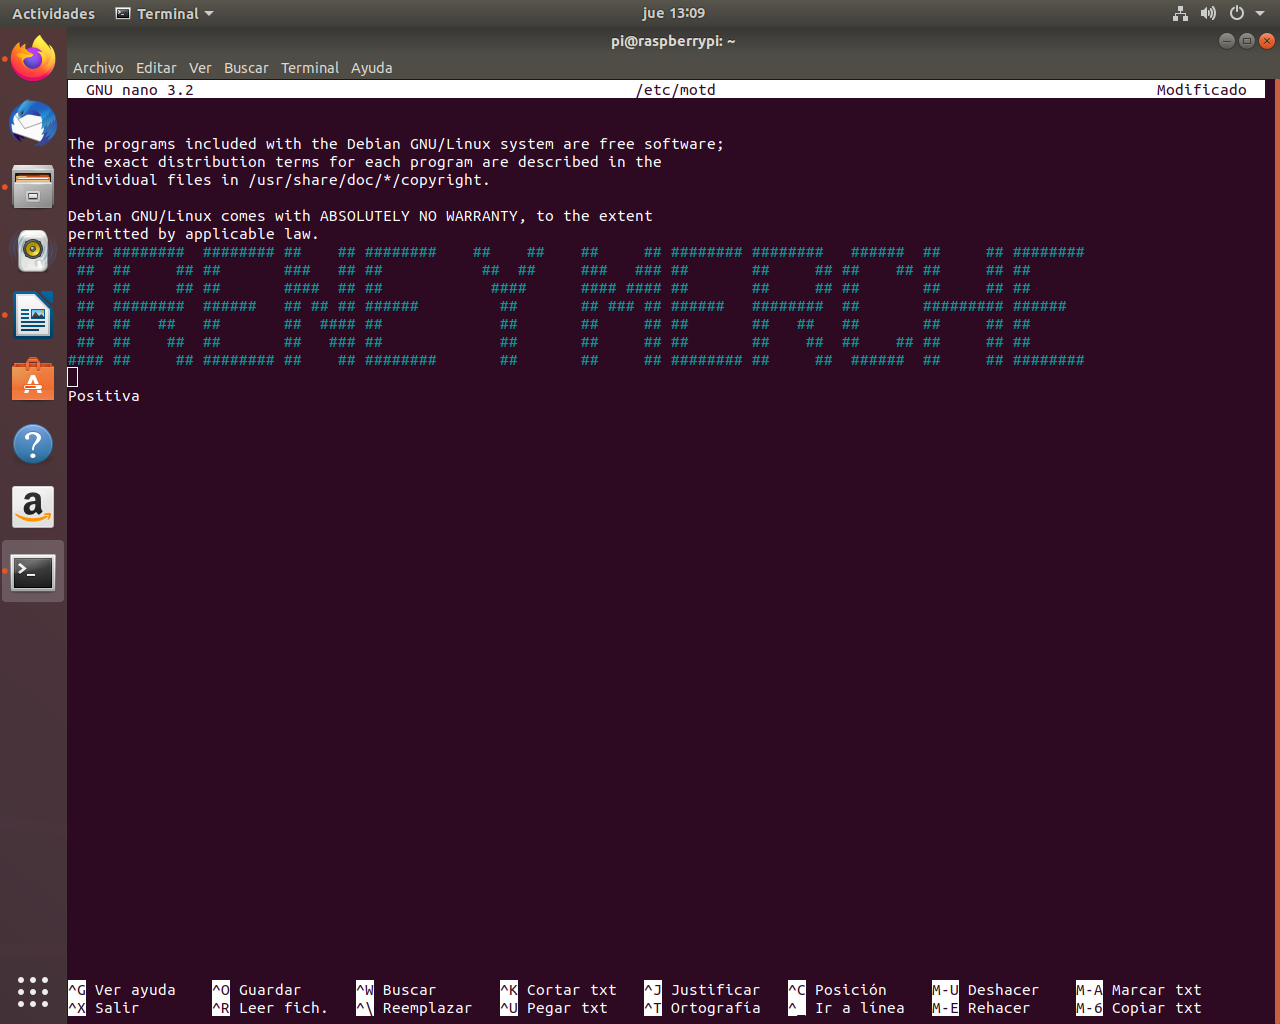 Actividades
Terminal
jue 13:09
pi@raspberrypi: ~
Archivo Editar Ver Buscar Terminal Ayuda
GNU nano 3.2 /etc/motd Modificado
The programs included with the Debian GNU/Linux system are free software;
the exact distribution terms for each program are described in the
individual files in /usr/share/doc/*/copyright.
Debian GNU/Linux comes with ABSOLUTELY NO WARRANTY, to the extent
permitted by applicable law.
IRENE Y MERCHE
Positiva
^G Ver ayuda ^O Guardar ^W Buscar ^K Cortar txt ^J Justificar ^C Posición M-U Deshacer M-A Marcar txt
^X Salir ^R Leer fich. ^\ Reemplazar ^U Pegar txt ^T Ortografía ^_ Ir a línea M-E Rehacer M-6 Copiar txt